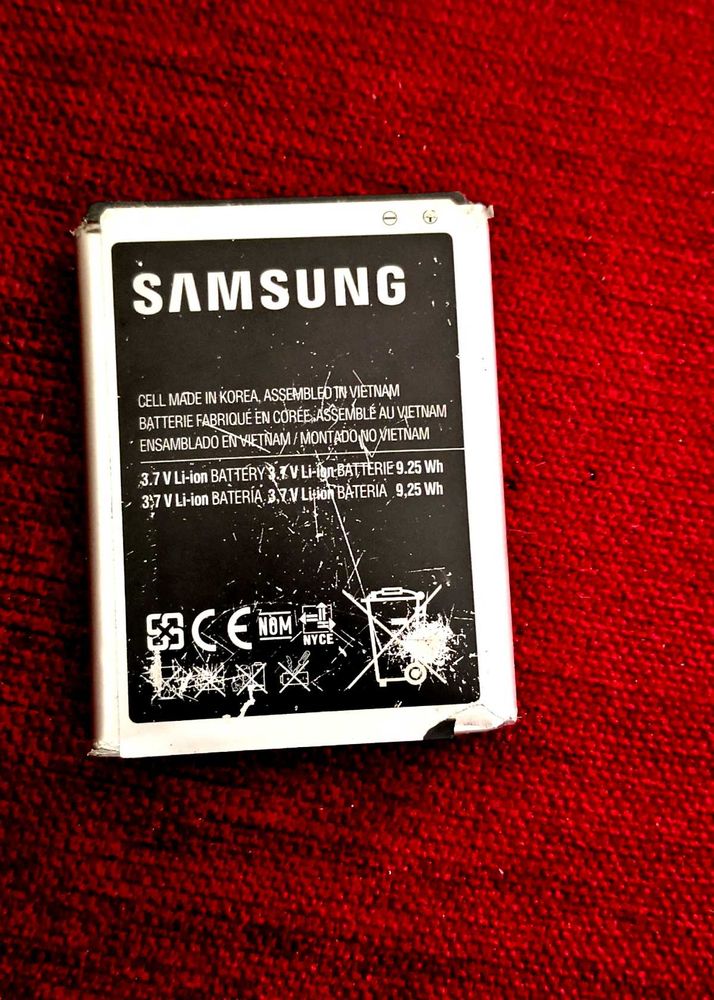 SAMSUNG
CELL MADE IN KOREA, ASSEMBLED IN VIETNAM
BATTERIE FABRIQUÉ EN CORÉE, ASSEMBLÉ AU VIETNAM
ENSAMBLADO EN VIETNAM / MONTADO NO VIETNAM
3.7 V Li-ion BATTERY 3.7 V Li-ion BATTERIE 9.25 Wh
3,7 V Li-ion BATERÍA 3,7 V Li-ion BATERIA 9,25 Wh
CE NOM NYCE